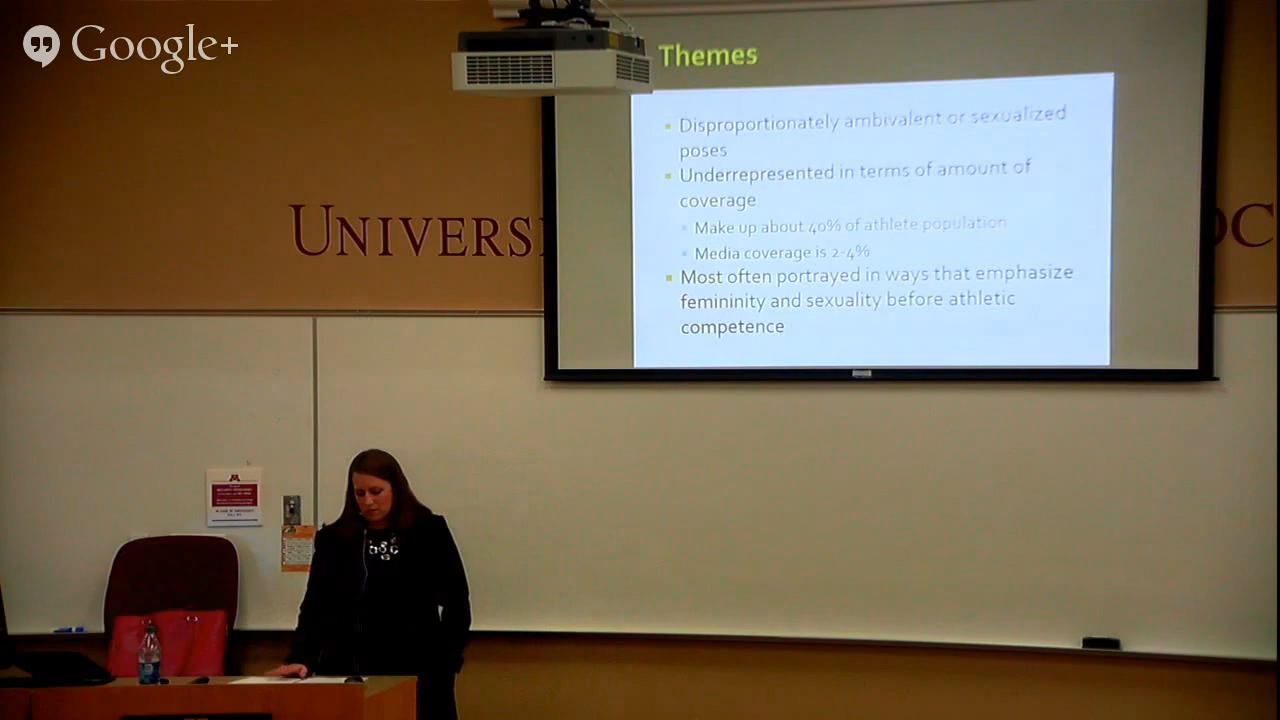 Google+
Themes
Disproportionately ambivalent or sexualized
poses
Underrepresented in terms of amount of
coverage
Make up about 40% of athlete population
Media coverage is 2-4%
Most often portrayed in ways that emphasize
femininity and sexuality before athletic
competence
UNIVERSI
OC
M